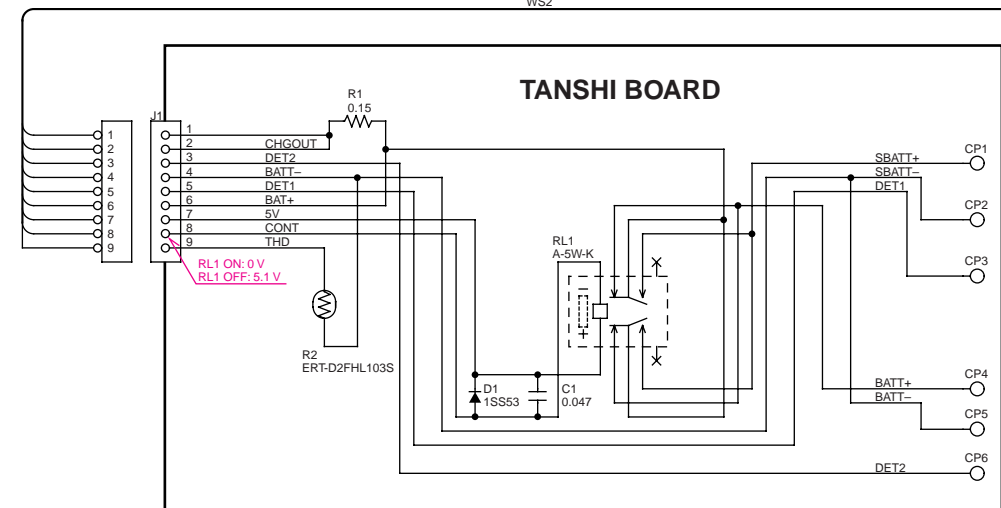 WS2
TANSHI BOARD
R1
0.15
J1
1
2
3
4
5
6
7
8
9
1
2
3
4
5
6
7
8
9
CHGOUT
DET2
BATT–
DET1
BAT+
5V
CONT
THD
RL1 ON: 0 V
RL1 OFF: 5.1 V
R2
ERT-D2FHL103S
RL1
A-5W-K
D1
1SS53
C1
0.047
SBATT+
SBATT–
DET1
BATT+
BATT–
DET2
CP1
CP2
CP3
CP4
CP5
CP6